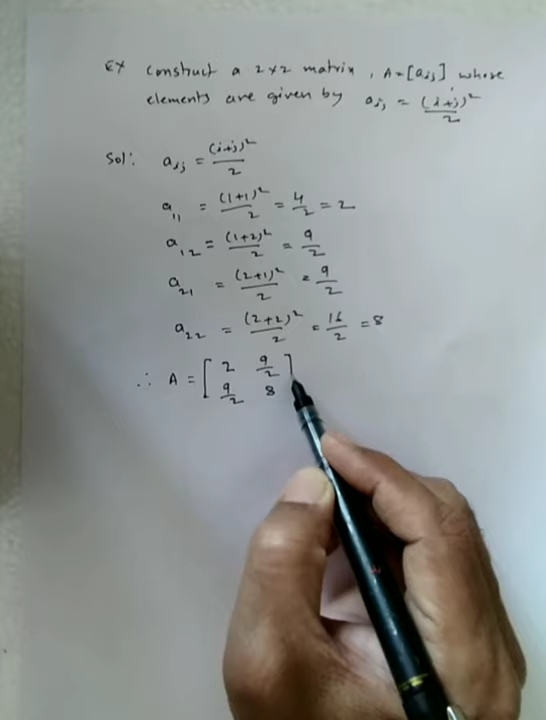 Ex construct a 2x2 matrix, A=[aij] whose
elements are given by aij = (i+j)²/2
Sol: aij = (i+j)²/2
a11 = (1+1)²/2 = 4/2 = 2
a12 = (1+2)²/2 = 9/2
a21 = (2+1)²/2 = 9/2
a22 = (2+2)²/2 = 16/2 = 8
∴ A = [2 9/2
9/2 8]